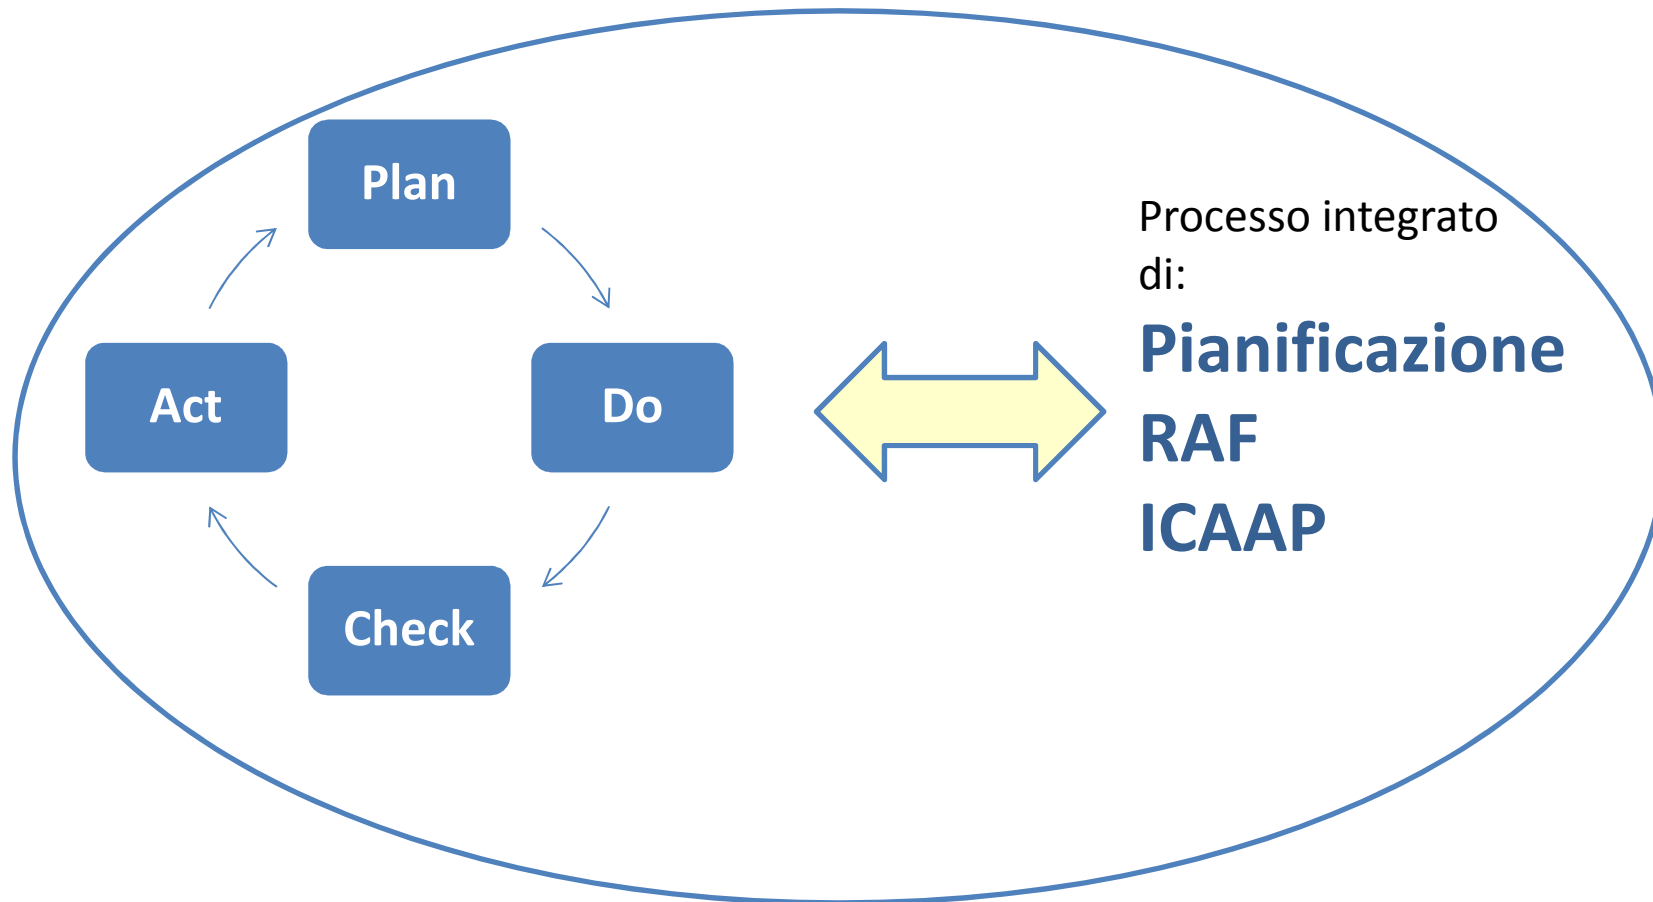 Plan
Act
Do
Check
Processo integrato
di:
Pianificazione
RAF
ICAAP